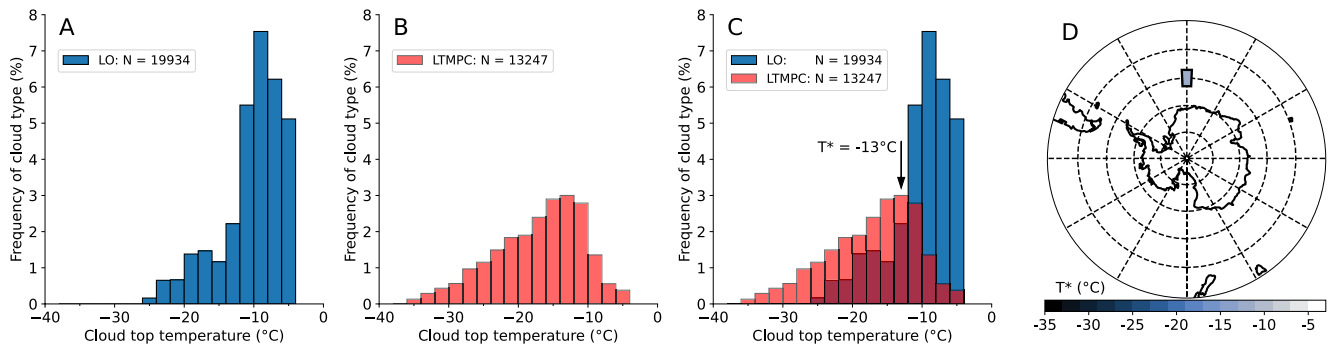 A
Frequency of cloud type (%)
8
7
6
5
4
3
2
1
0
LO: N = 19934
−40 −30 −20 −10 0
Cloud top temperature (°C)
B
Frequency of cloud type (%)
8
7
6
5
4
3
2
1
0
LTMPC: N = 13247
−40 −30 −20 −10 0
Cloud top temperature (°C)
C
Frequency of cloud type (%)
8
7
6
5
4
3
2
1
0
LO: N = 19934
LTMPC: N = 13247
T* = -13°C
−40 −30 −20 −10 0
Cloud top temperature (°C)
D
T* (°C)
-35 -30 -25 -20 -15 -10 -5